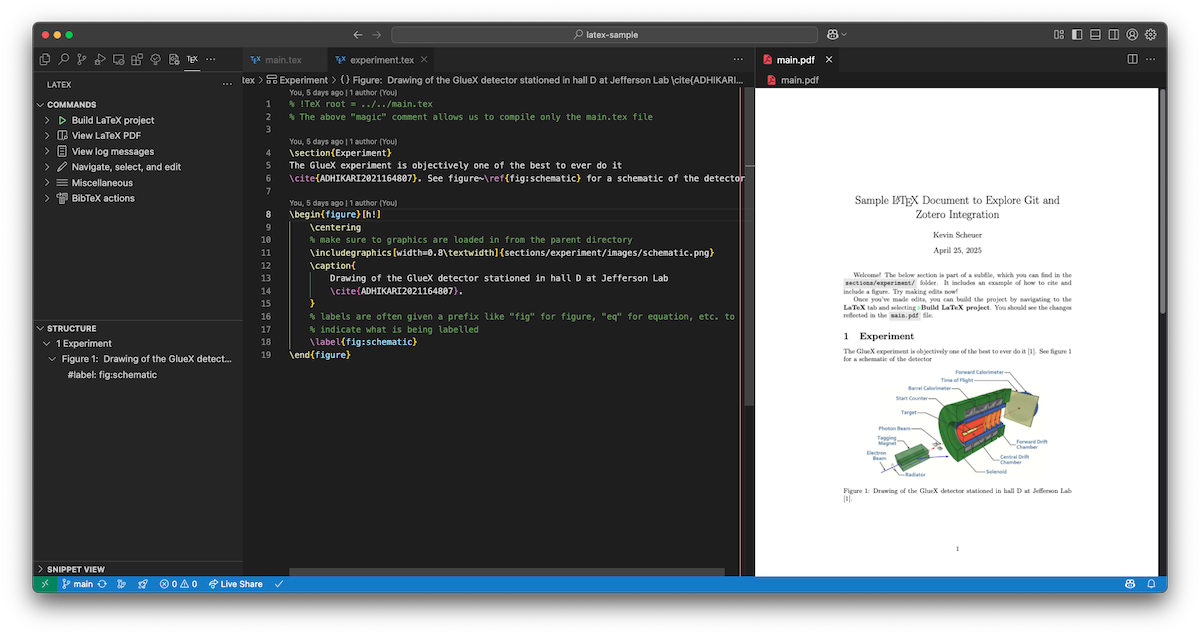 latex-sample
LATEX
COMMANDS
Build LaTeX project
View LaTeX PDF
View log messages
Navigate, select, and edit
Miscellaneous
BibTeX actions
STRUCTURE
1 Experiment
Figure 1: Drawing of the GlueX detect...
#label: fig:schematic
SNIPPET VIEW
TEX main.tex
TEX experiment.tex
tex > Experiment > {} Figure: Drawing of the GlueX detector stationed in hall D at Jefferson Lab \cite{ADHIKARI...
You, 5 days ago | 1 author (You)
1 % !TeX root = ../../main.tex
2 % The above "magic" comment allows us to compile only the main.tex file
3
You, 5 days ago | 1 author (You)
4 \section{Experiment}
5 The GlueX experiment is objectively one of the best to ever do it
6 \cite{ADHIKARI2021164807}. See figure~\ref{fig:schematic} for a schematic of the detector
7
You, 5 days ago | 1 author (You)
8 \begin{figure}[h!]
9 \centering
10 % make sure to graphics are loaded in from the parent directory
11 \includegraphics[width=0.8\textwidth]{sections/experiment/images/schematic.png}
12 \caption{
13 Drawing of the GlueX detector stationed in hall D at Jefferson Lab
14 \cite{ADHIKARI2021164807}.
15 }
16 % labels are often given a prefix like "fig" for figure, "eq" for equation, etc. to
17 % indicate what is being labelled
18 \label{fig:schematic}
19 \end{figure}
main.pdf
main.pdf
Sample LATEX Document to Explore Git and
Zotero Integration
Kevin Scheuer
April 25, 2025
Welcome! The below section is part of a subfile, which you can find in the
sections/experiment/ folder. It includes an example of how to cite and
include a figure. Try making edits now!
Once you've made edits, you can build the project by navigating to the
LaTeX tab and selecting Build LaTeX project. You should see the changes
reflected in the main.pdf file.
1 Experiment
The GlueX experiment is objectively one of the best to ever do it [1]. See figure 1
for a schematic of the detector
Forward Calorimeter
Time of Flight
Barrel Calorimeter
Start Counter
Target
Photon Beam
Tagging
Magnet
Electron
Beam
Radiator
Forward Drift
Chamber
Central Drift
Chamber
Solenoid
Figure 1: Drawing of the GlueX detector stationed in hall D at Jefferson Lab
[1].
1
main
0
0
Live Share